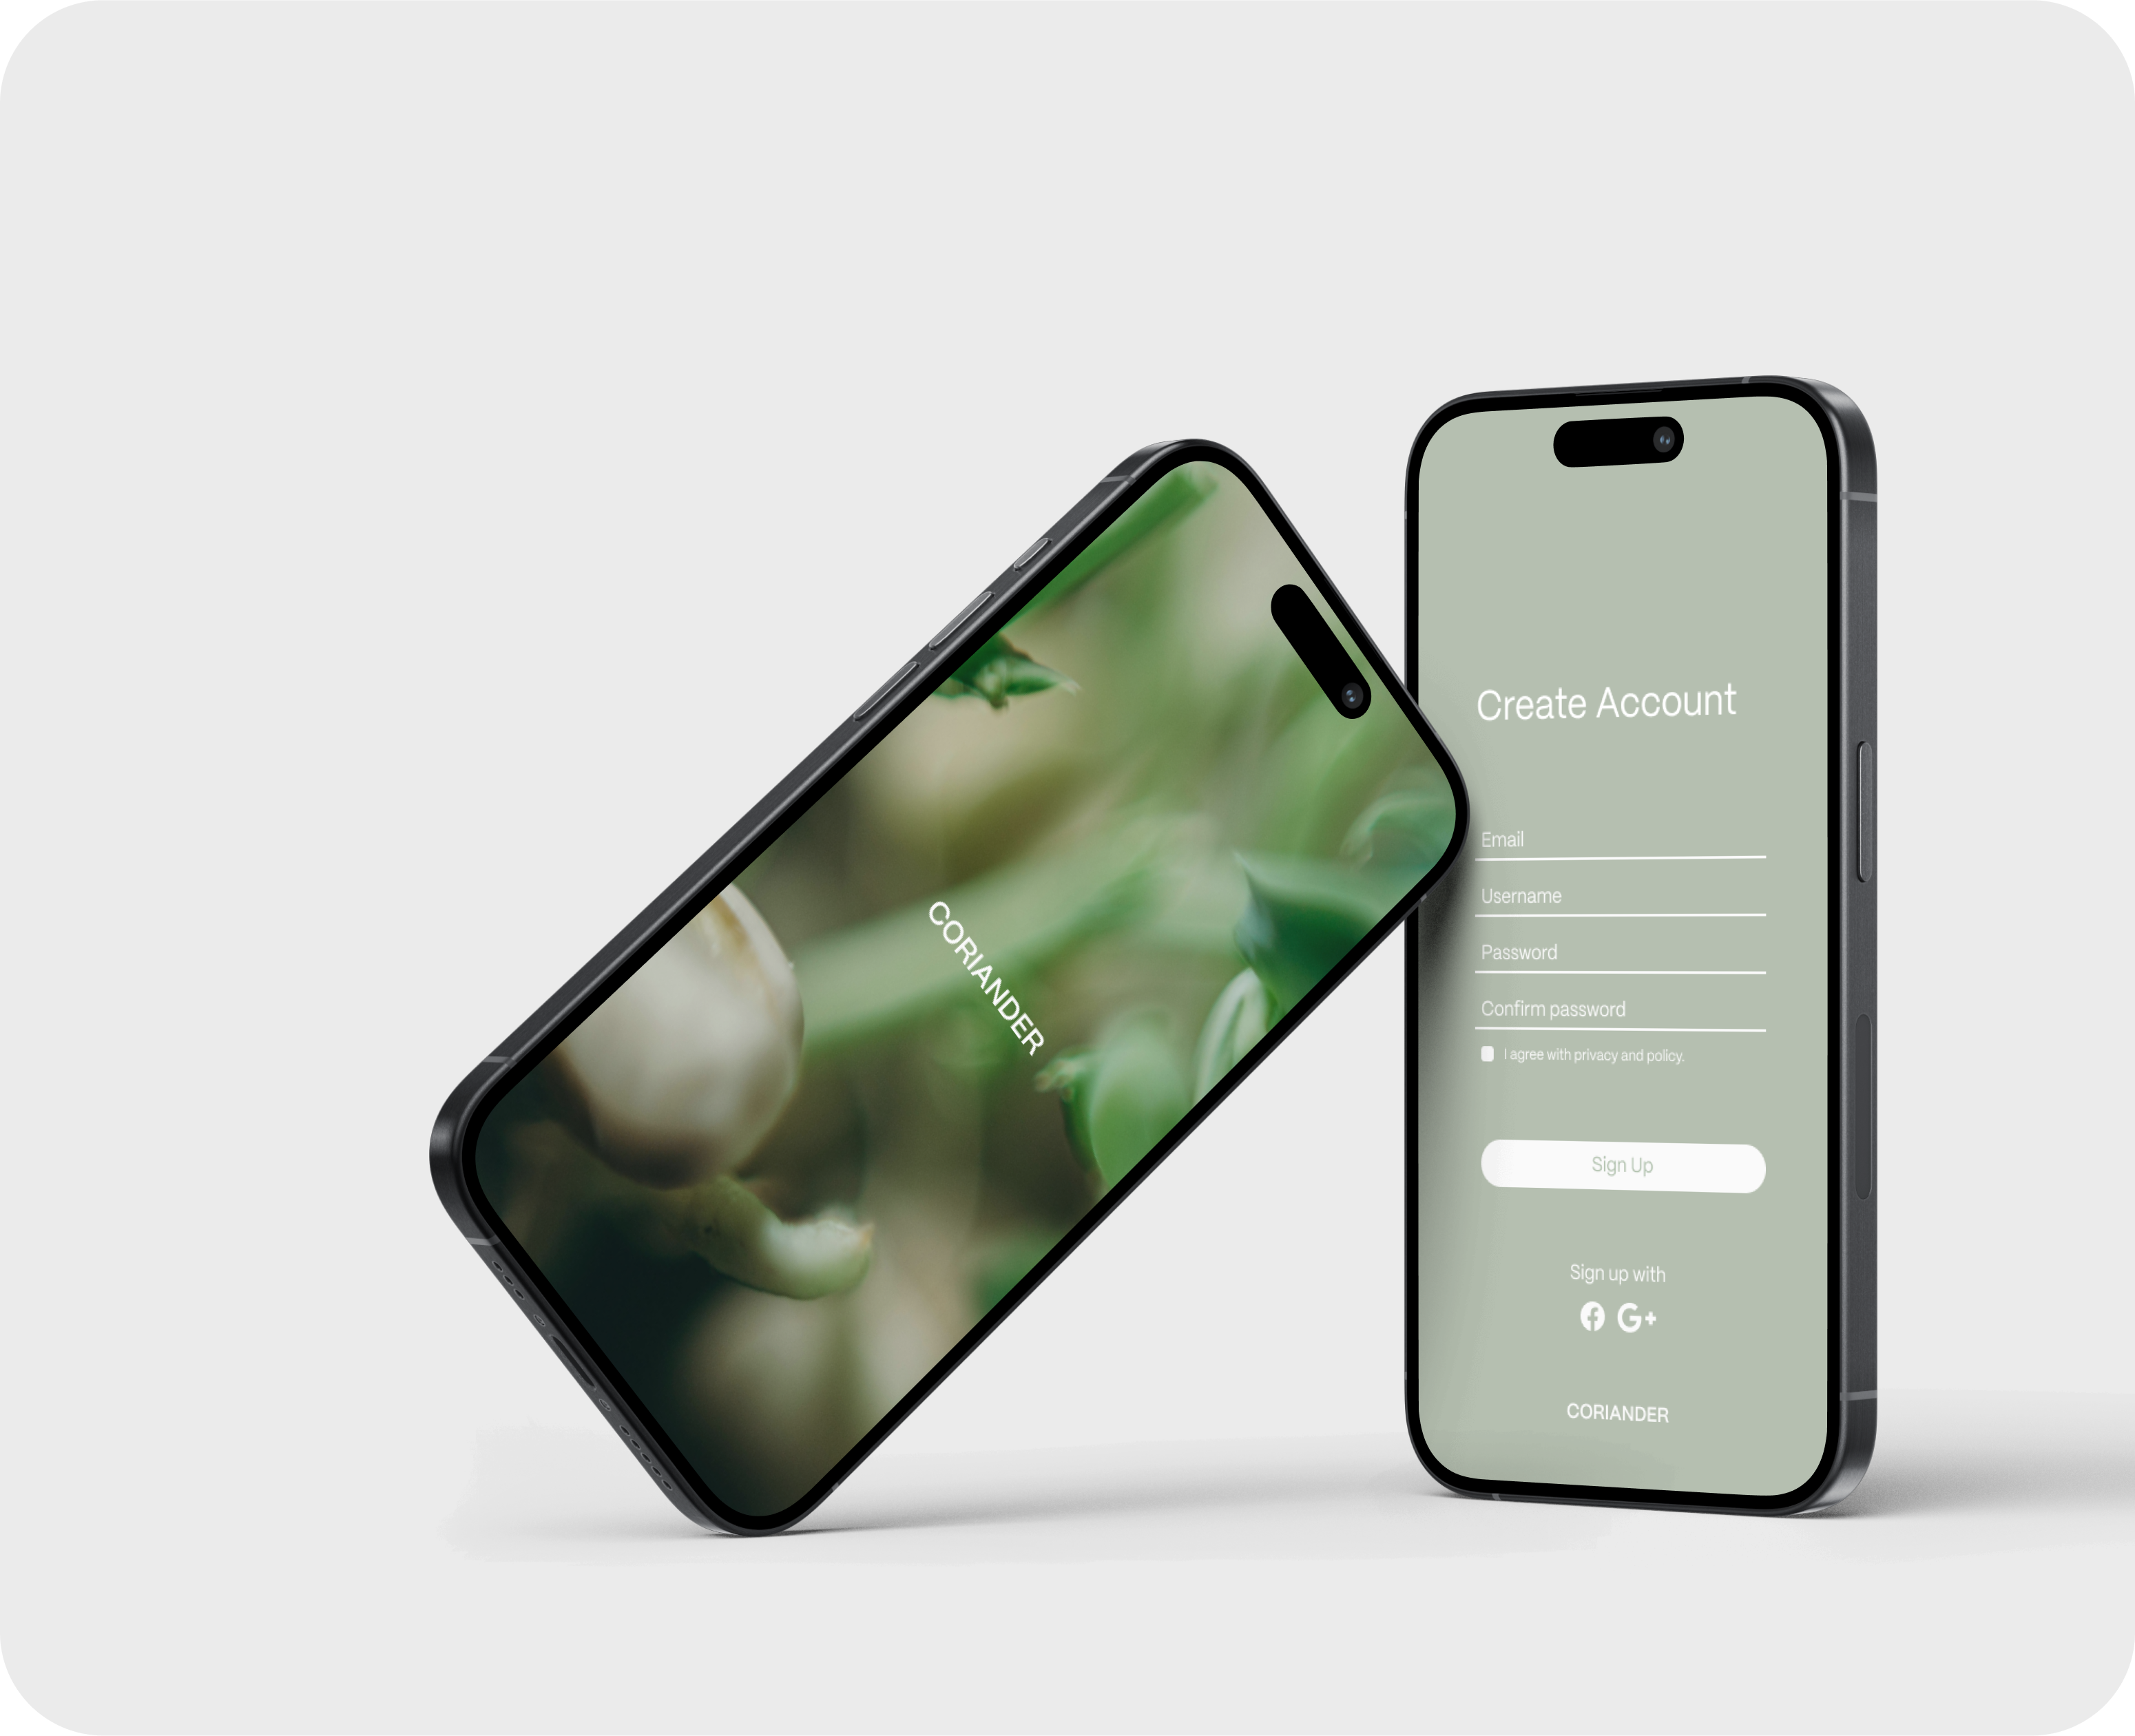 CORIANDER
Create Account
Email
Username
Password
Confirm password
I agree with privacy and policy.
Sign Up
Sign up with
G+
CORIANDER